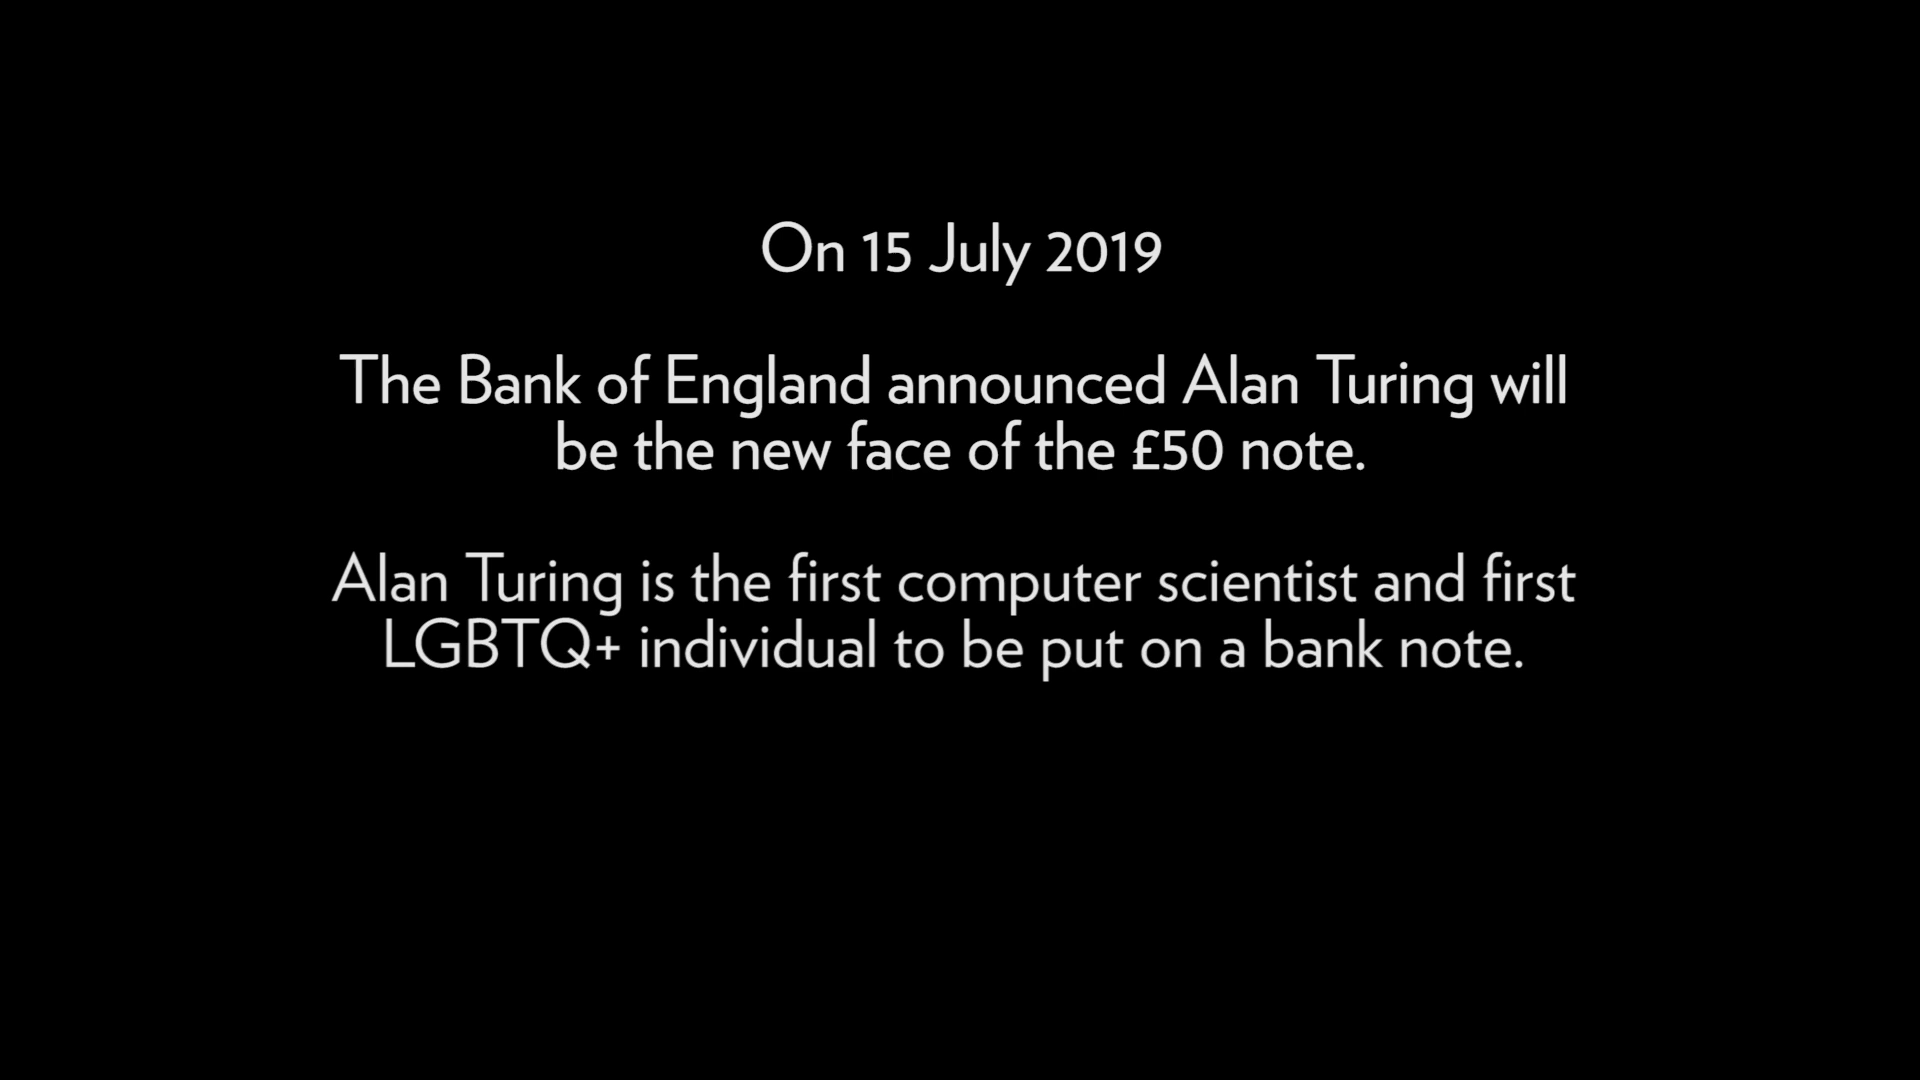 On 15 July 2019
The Bank of England announced Alan Turing will
be the new face of the £50 note.
Alan Turing is the first computer scientist and first
LGBTQ+ individual to be put on a bank note.